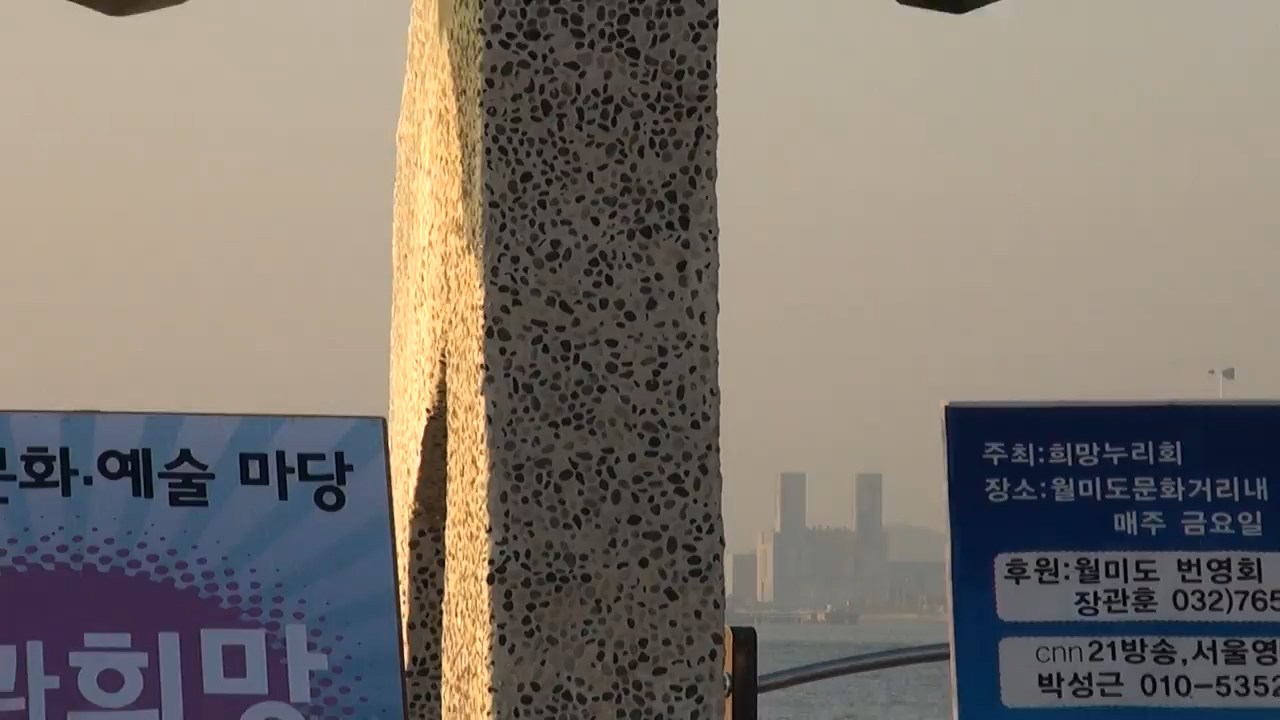 문화·예술 마당
희망
주최:희망누리회
장소:월미도문화거리내
매주 금요일
후원:월미도 번영회
장관훈 032)765
cnn21방송,서울영
박성근 010-5352